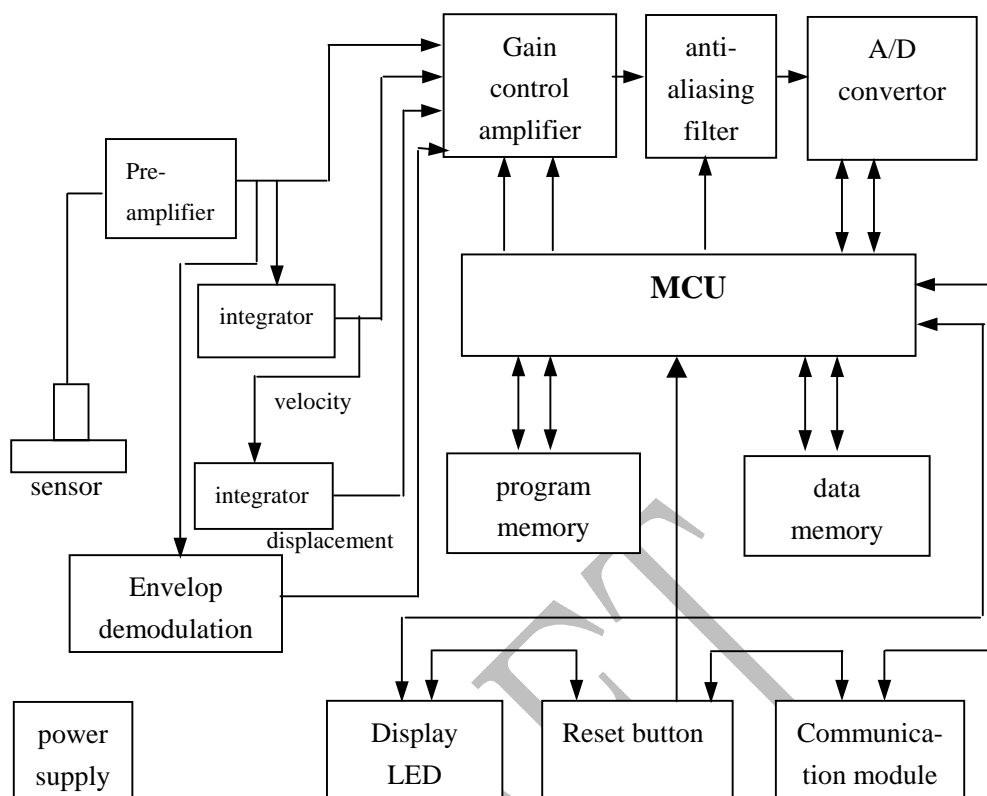 Gain
control
amplifier
anti-
aliasing
filter
A/D
convertor
Pre-
amplifier
MCU
integrator
velocity
sensor
integrator
displacement
program
memory
data
memory
Envelop
demodulation
power
supply
Display
LED
Reset button
Communica-
tion module